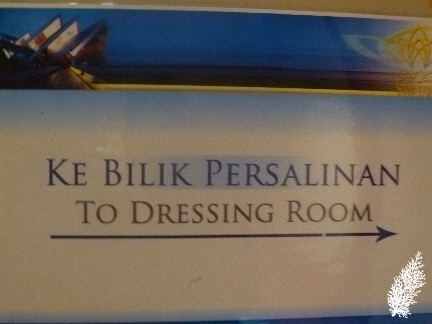 KE BILIK PERSALINAN
TO DRESSING ROOM